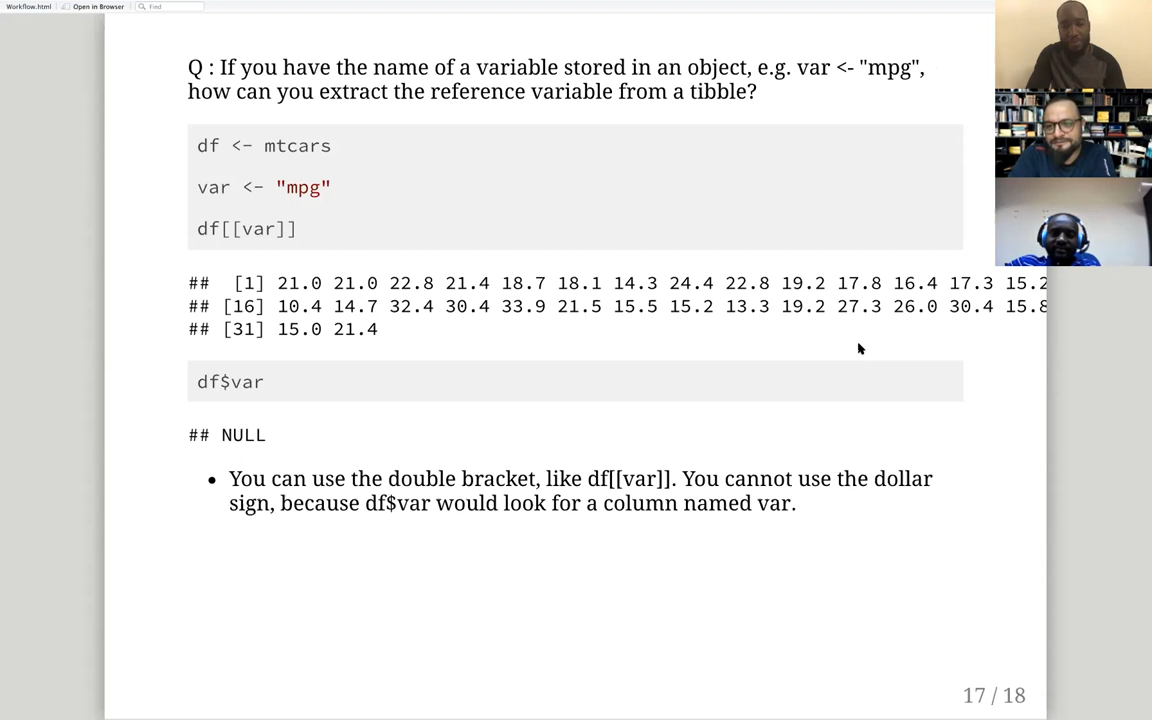 Workflow.html Open in Browser Find
Q : If you have the name of a variable stored in an object, e.g. var <- "mpg",
how can you extract the reference variable from a tibble?
df <- mtcars
var <- "mpg"
df[[var]]
##  [1] 21.0 21.0 22.8 21.4 18.7 18.1 14.3 24.4 22.8 19.2 17.8 16.4 17.3 15.2
## [16] 10.4 14.7 32.4 30.4 33.9 21.5 15.5 15.2 13.3 19.2 27.3 26.0 30.4 15.8
## [31] 15.0 21.4
df$var
## NULL
• You can use the double bracket, like df[[var]]. You cannot use the dollar
sign, because df$var would look for a column named var.
17 / 18